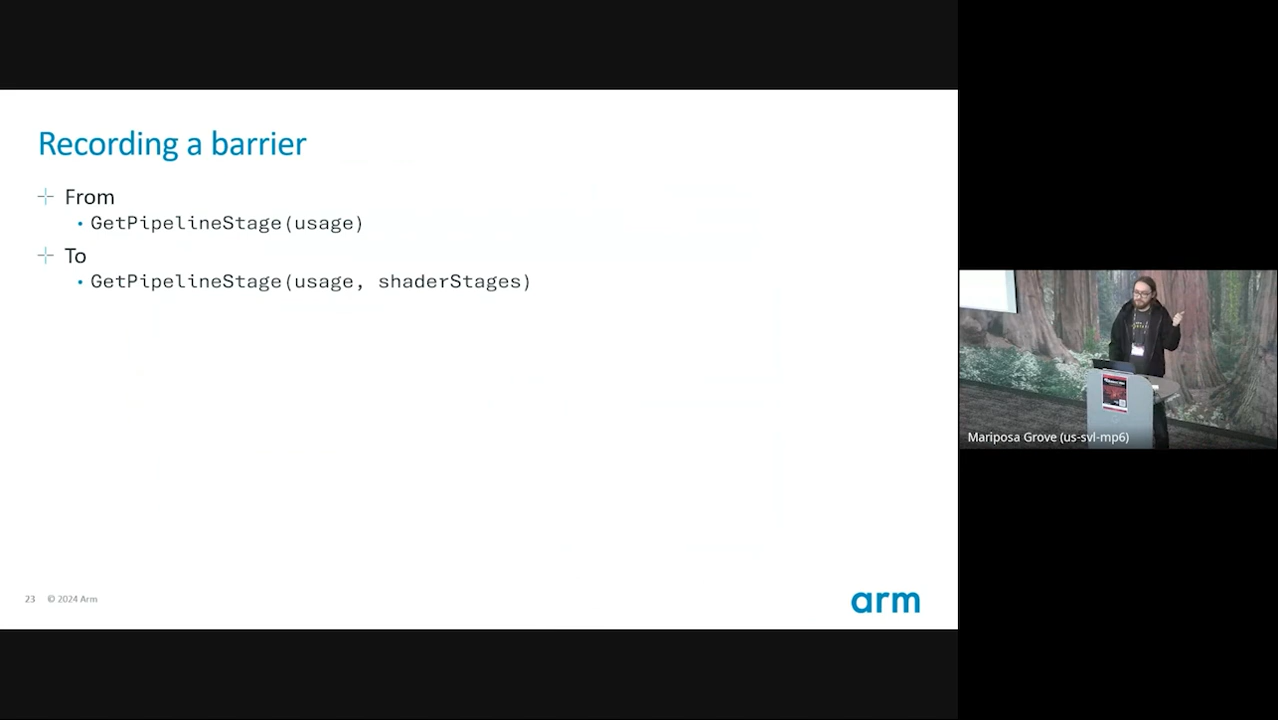 Recording a barrier
From
• GetPipelineStage(usage)
To
• GetPipelineStage(usage, shaderStages)
23 © 2024 Arm
arm
Mariposa Grove (us-svl-mp6)